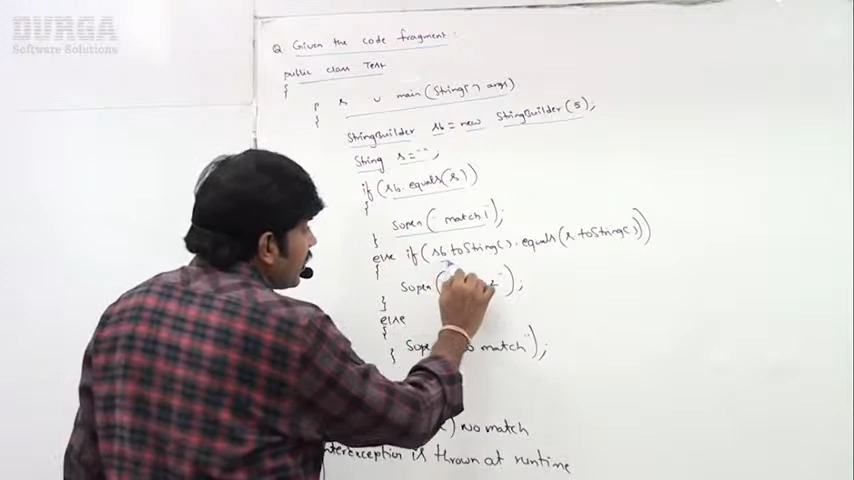 DURGA
Software Solutions
Q Given the code fragment:
public class Test
{
p s v main(String[] args)
{
StringBuilder sb = new StringBuilder(5);
String s = "";
if (sb.equals(s))
{
Sopln("match1");
}
else if (sb.toString().equals(s.toString()))
{
Sopln("
");
}
else
{
No match");
}
) No match
exception is thrown at runtime